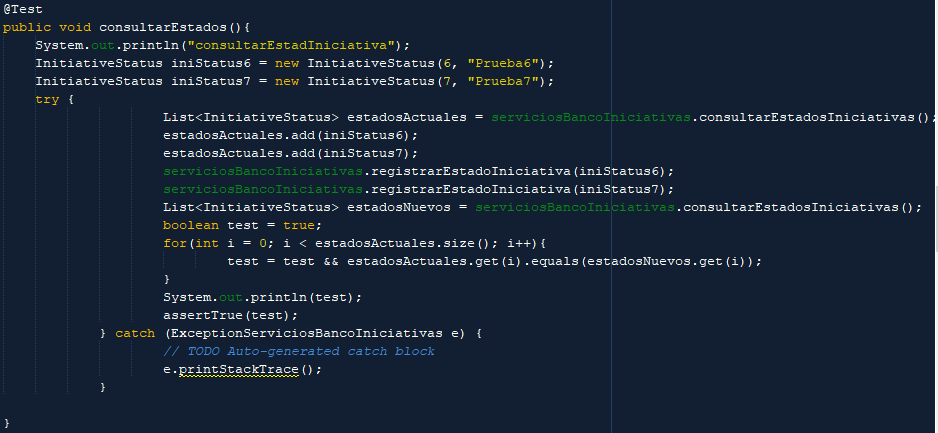 @Test
public void consultarEstados(){
System.out.println("consultarEstadIniciativa");
InitiativeStatus iniStatus6 = new InitiativeStatus(6, "Prueba6");
InitiativeStatus iniStatus7 = new InitiativeStatus(7, "Prueba7");
try {
List<InitiativeStatus> estadosActuales = serviciosBancoIniciativas.consultarEstadosIniciativas();
estadosActuales.add(iniStatus6);
estadosActuales.add(iniStatus7);
serviciosBancoIniciativas.registrarEstadoIniciativa(iniStatus6);
serviciosBancoIniciativas.registrarEstadoIniciativa(iniStatus7);
List<InitiativeStatus> estadosNuevos = serviciosBancoIniciativas.consultarEstadosIniciativas();
boolean test = true;
for(int i = 0; i < estadosActuales.size(); i++){
test = test && estadosActuales.get(i).equals(estadosNuevos.get(i));
}
System.out.println(test);
assertTrue(test);
} catch (ExceptionServiciosBancoIniciativas e) {
// TODO Auto-generated catch block
e.printStackTrace();
}
}